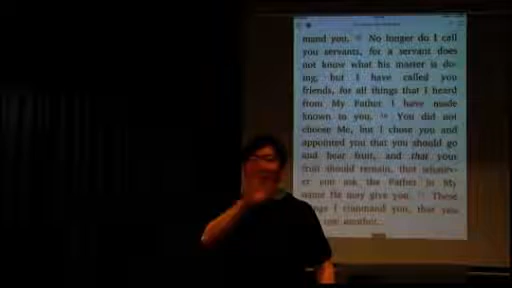 mand you. No longer do I call
you servants, for a servant does
not know what his master is do-
ing, but I have called you
friends, for all things that I heard
from My Father I have made
known to you. You did not
choose Me, but I chose you and
appointed you that you should go
and bear fruit, and that your
fruit should remain, that whatev-
er you ask the Father in My
name He may give you. These
I command you, that you
one another.